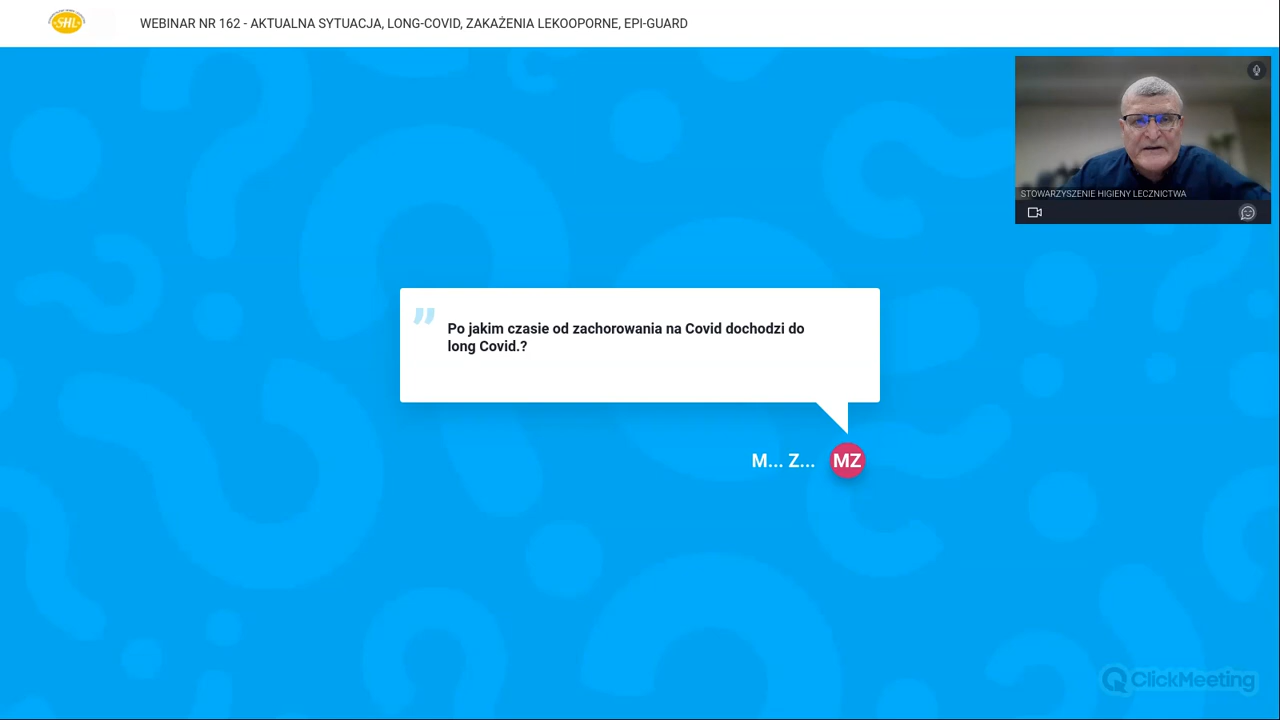 SHL
WEBINAR NR 162 - AKTUALNA SYTUACJA, LONG-COVID, ZAKAŻENIA LEKOOPORNE, EPI-GUARD
STOWARZYSZENIE HIGIENY LECZNICTWA
Po jakim czasie od zachorowania na Covid dochodzi do
long Covid.?
M... Z... MZ
ClickMeeting